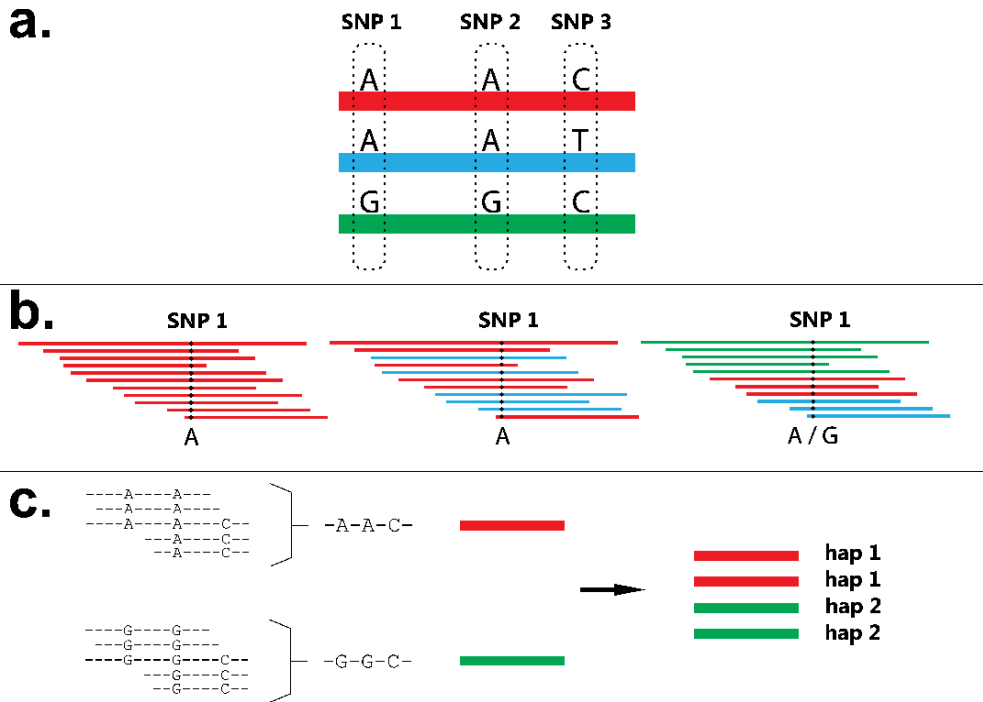 a.
SNP 1 SNP 2 SNP 3
A A C
A A T
G G C
b.
SNP 1 SNP 1 SNP 1
A A A / G
c.
----A----A---
---A----A----
----A----A----C--
----A----C--
--A----C--
-A-A-C-
hap 1
hap 1
hap 2
hap 2
----G----G---
---G----G----
----G----G----C--
----G----C--
--G----C--
-G-G-C-